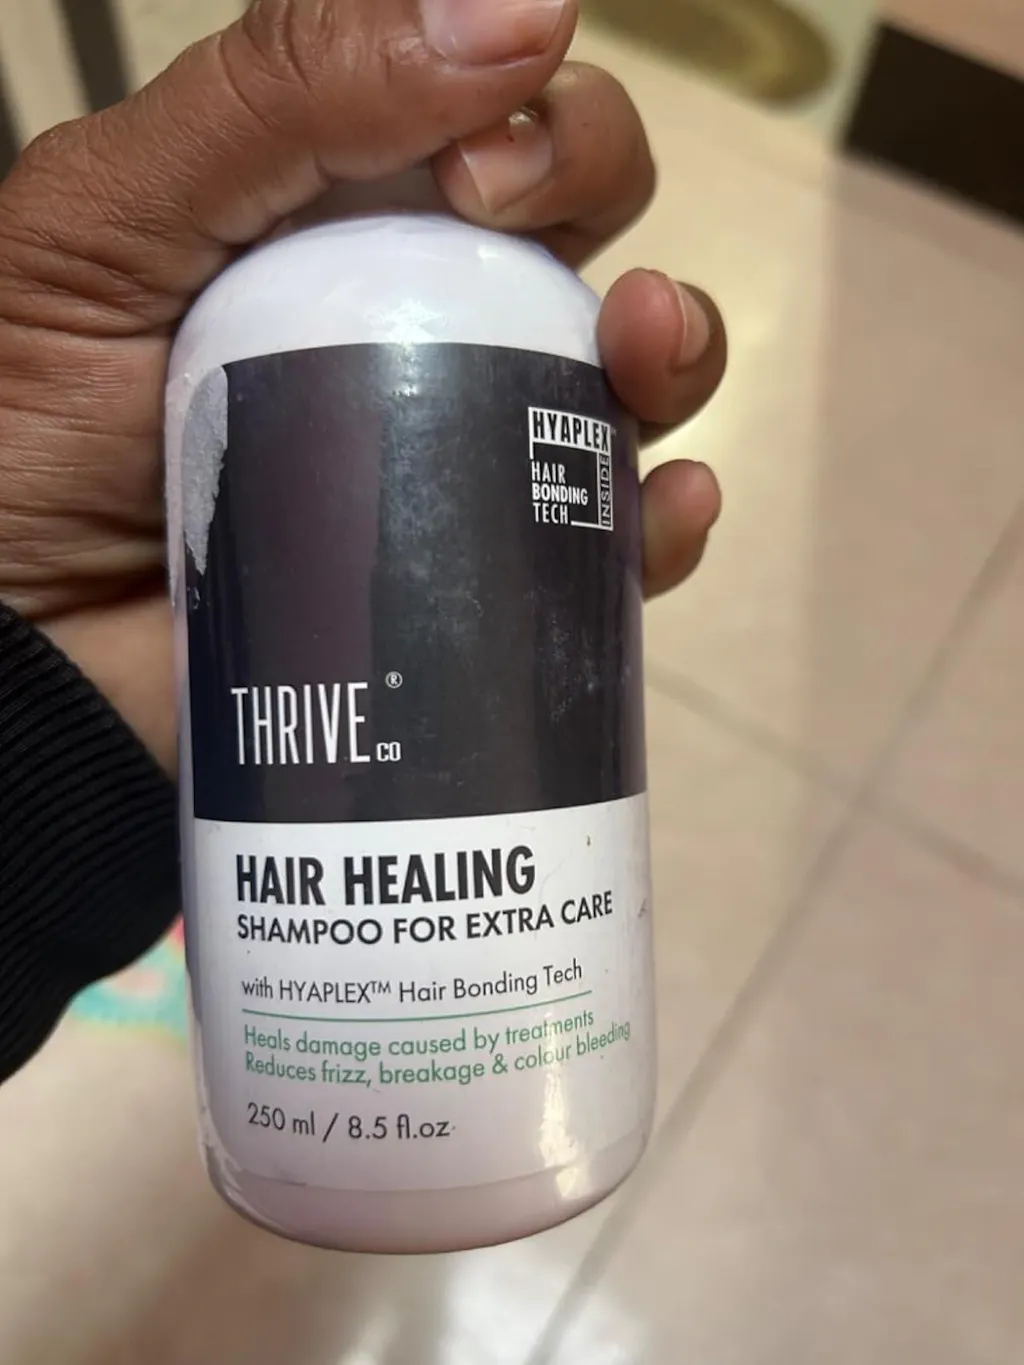 HYAPLEX™
HAIR
BONDING
TECH
INSIDE
THRIVE®
CO
HAIR HEALING
SHAMPOO FOR EXTRA CARE
with HYAPLEX™ Hair Bonding Tech
Heals damage caused by treatments
Reduces frizz, breakage & colour bleeding
250 ml / 8.5 fl.oz